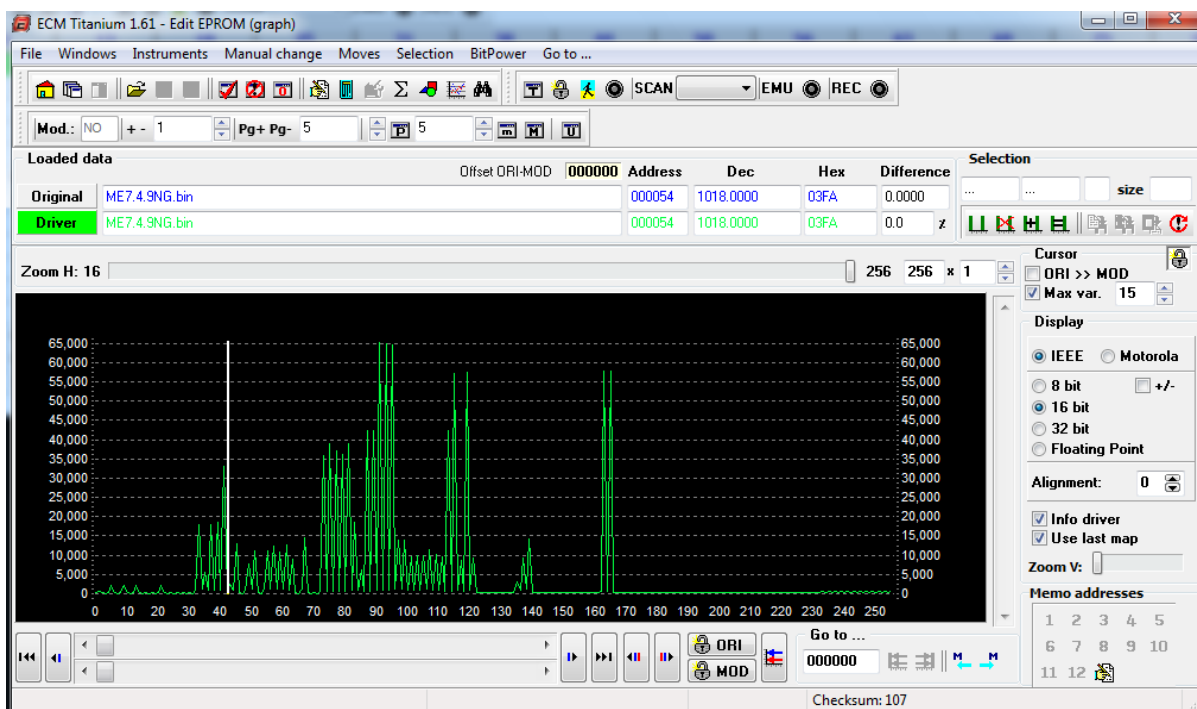 ECM Titanium 1.61 - Edit EPROM (graph)
File Windows Instruments Manual change Moves Selection BitPower Go to ...
SCAN EMU REC
Mod.: NO + - 1 Pg+ Pg- 5 P 5 m M U
Loaded data
Offset ORI-MOD 000000 Address Dec Hex Difference
Original ME7.4.9NG.bin 000054 1018.0000 03FA 0.0000
Driver ME7.4.9NG.bin 000054 1018.0000 03FA 0.0 %
Selection
... ... size
Zoom H: 16 256 256 x 1
Cursor
ORI >> MOD
Max var. 15
Display
IEEE Motorola
8 bit +/-
16 bit
32 bit
Floating Point
Alignment: 0
Info driver
Use last map
Zoom V:
Memo addresses
1 2 3 4 5
6 7 8 9 10
11 12
65,000 65,000
60,000 60,000
55,000 55,000
50,000 50,000
45,000 45,000
40,000 40,000
35,000 35,000
30,000 30,000
25,000 25,000
20,000 20,000
15,000 15,000
10,000 10,000
5,000 5,000
0 0
0 10 20 30 40 50 60 70 80 90 100 110 120 130 140 150 160 170 180 190 200 210 220 230 240 250
ORI
MOD
Go to ...
000000
M M
Checksum: 107